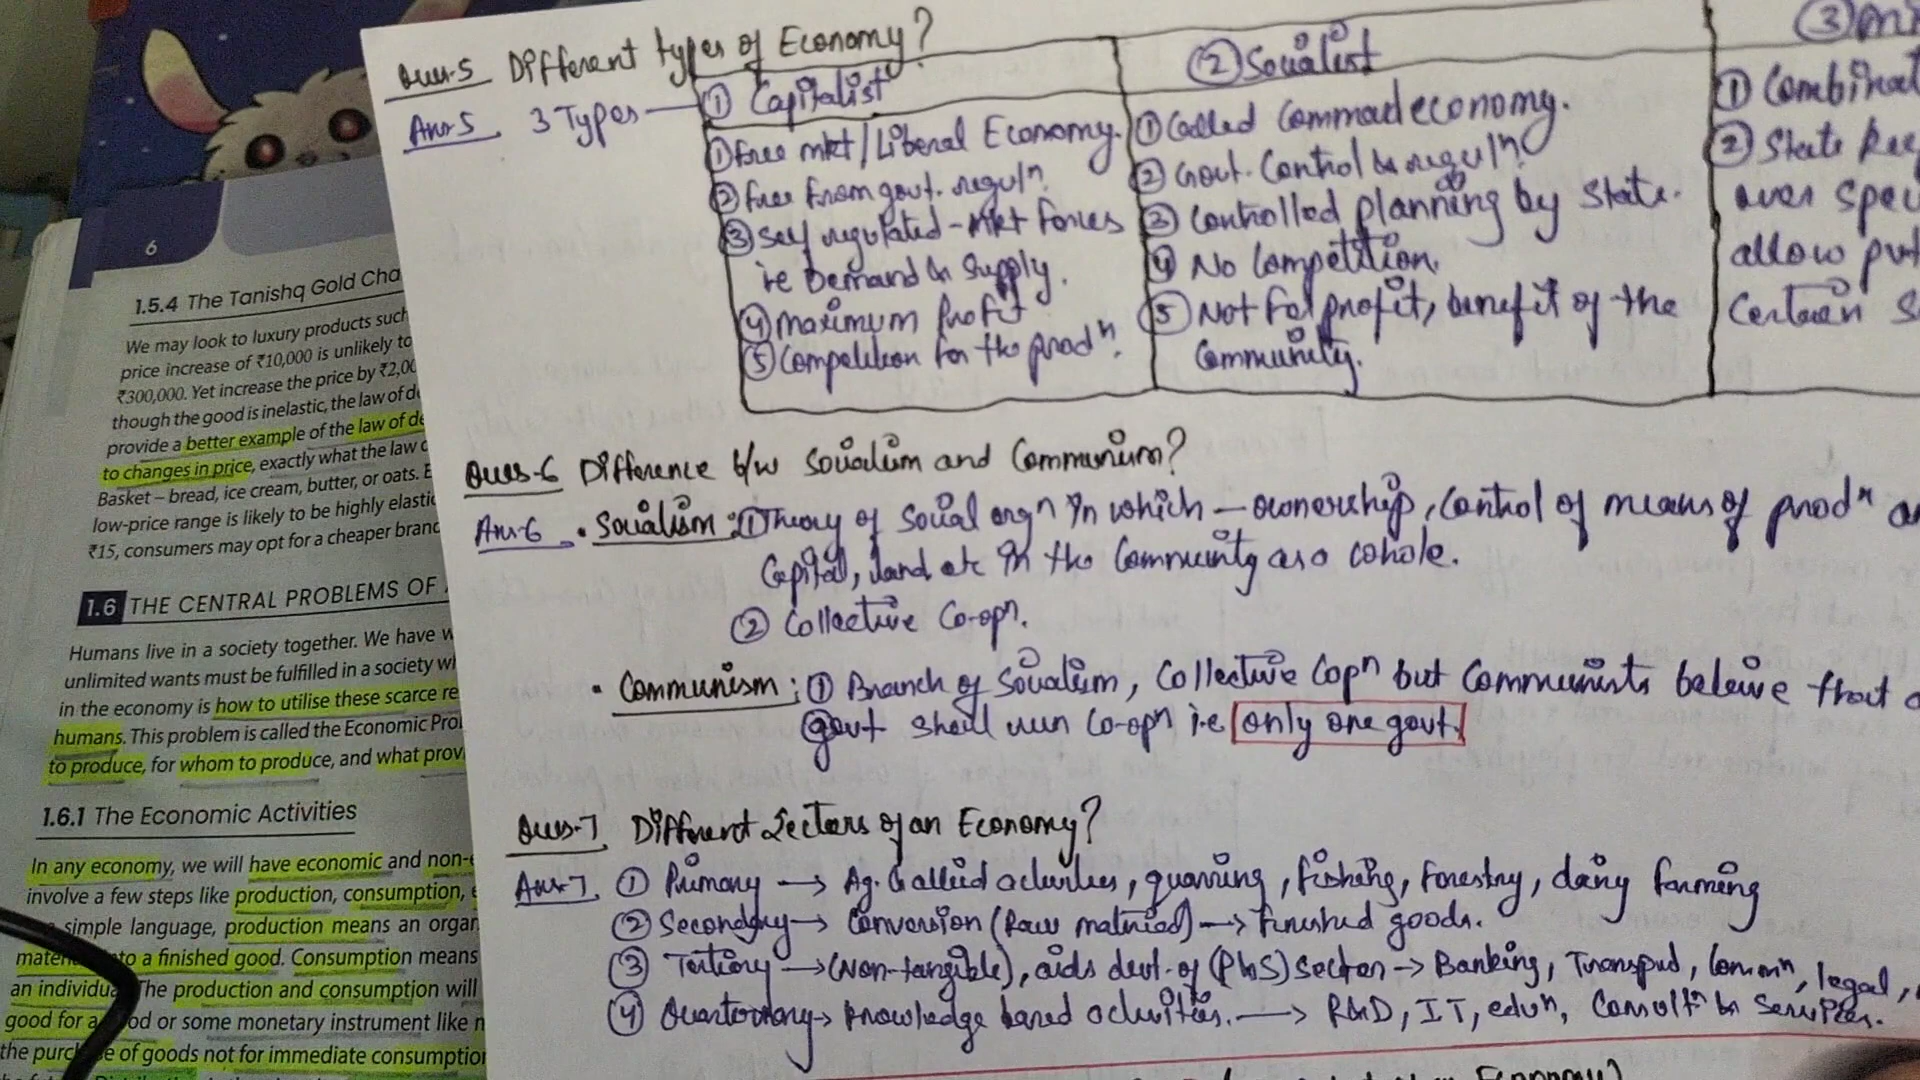 Ques-5 Different types of Economy?
Ans-5 3 Types
① Capitalist
① Free mkt/Liberal Economy.
② Free from govt. reguln.
③ Self regulated - Mkt Forces
ie Demand & Supply.
④ Maximum Profit
⑤ Competition for the prodn.
② Socialist
① Called Command economy.
② Govt. Control & reguln.
③ Controlled planning by State.
④ No Competition.
⑤ Not for profit, benefit of the
Community.
③
① Combinat
② State
over spec
allow
Certain S
Ques-6 Difference b/w Socialism and Communism?
Ans-6 • Socialism: ① Theory of Social orgn in which - ownership, Control of means of prodn
Capital, land etc in the Community as a whole.
② Collective Co-opn.
• Communism: ① Branch of Socialism, Collective Copn but Communists beleive that
govt shall run Co-opn i.e only one govt.
Ques-7 Different Sectors of an Economy?
Ans-7 ① Primary → Ag. & allied activities, quarring, fishing, Forestry, dairy farming
② Secondary → Conversion (Raw material) → Finished goods.
③ Tertiary → (Non-tangible), aids devt. of (P&S) Sector → Banking, Transport, Commn, legal,
④ Quarternary → Knowledge based activities. → R&D, IT, edun, Consultn & Services.
6
1.5.4 The Tanishq Gold Cha
We may look to luxury products such
price increase of ₹10,000 is unlikely to
₹300,000. Yet increase the price by ₹2,00
though the good is inelastic, the law of d
provide a better example of the law of de
to changes in price, exactly what the law
Basket – bread, ice cream, butter, or oats.
low-price range is likely to be highly elastic
₹15, consumers may opt for a cheaper brand
1.6 THE CENTRAL PROBLEMS OF
Humans live in a society together. We have w
unlimited wants must be fulfilled in a society wi
in the economy is how to utilise these scarce re
humans. This problem is called the Economic Prol
to produce, for whom to produce, and what prov
1.6.1 The Economic Activities
In any economy, we will have economic and non-e
involve a few steps like production, consumption,
simple language, production means an organ
to a finished good. Consumption means
an individua The production and consumption will
good for a od or some monetary instrument like
the purc e of goods not for immediate consumption